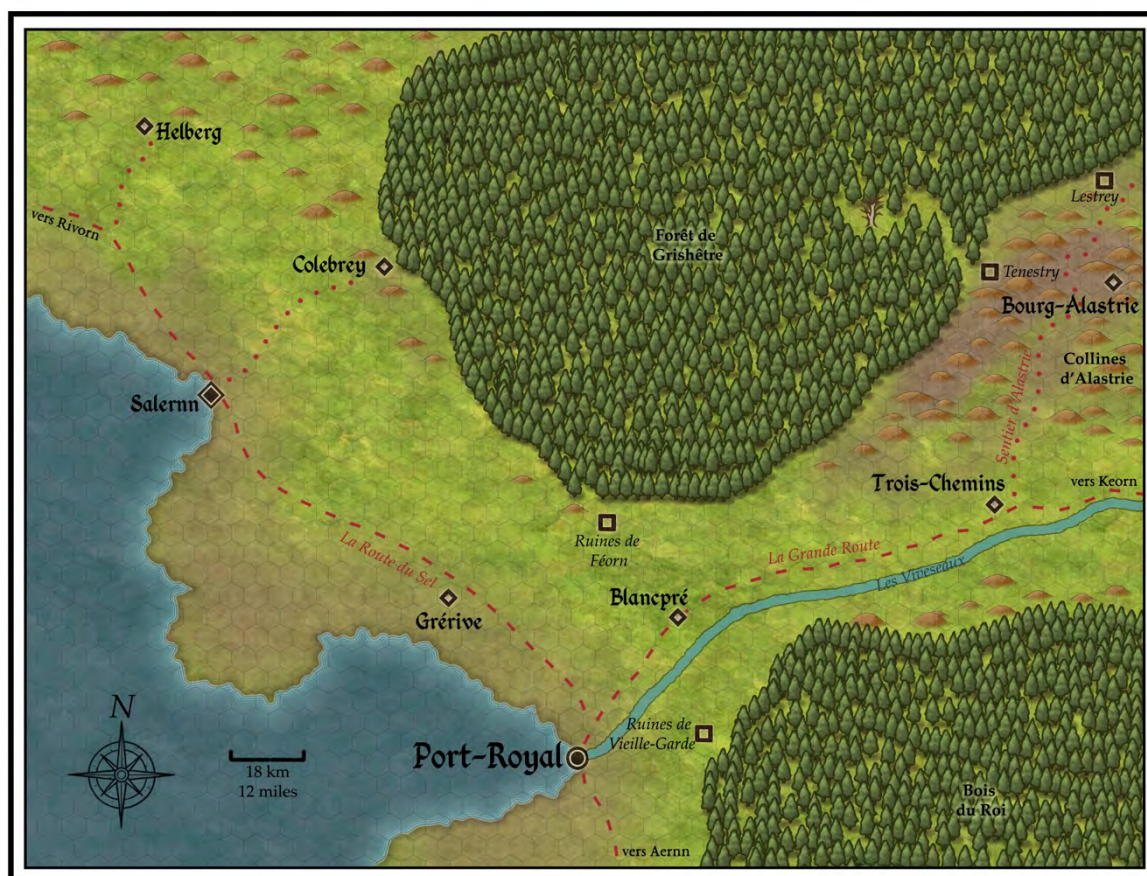 Helberg
vers Rivorn
Colebrey
Salernn
Forêt de
Grishêtre
Lestrey
Tenestry
Bourg-Alastrie
Collines
d'Alastrie
Sentier d'Alastrie
Trois-Chemins
vers Keorn
La Route du Sel
Ruines de
Féorn
La Grande Route
Les Viveseaux
Grérive
Blancpré
N
18 km
12 miles
Port-Royal
Ruines de
Vieille-Garde
Bois
du Roi
vers Aernn